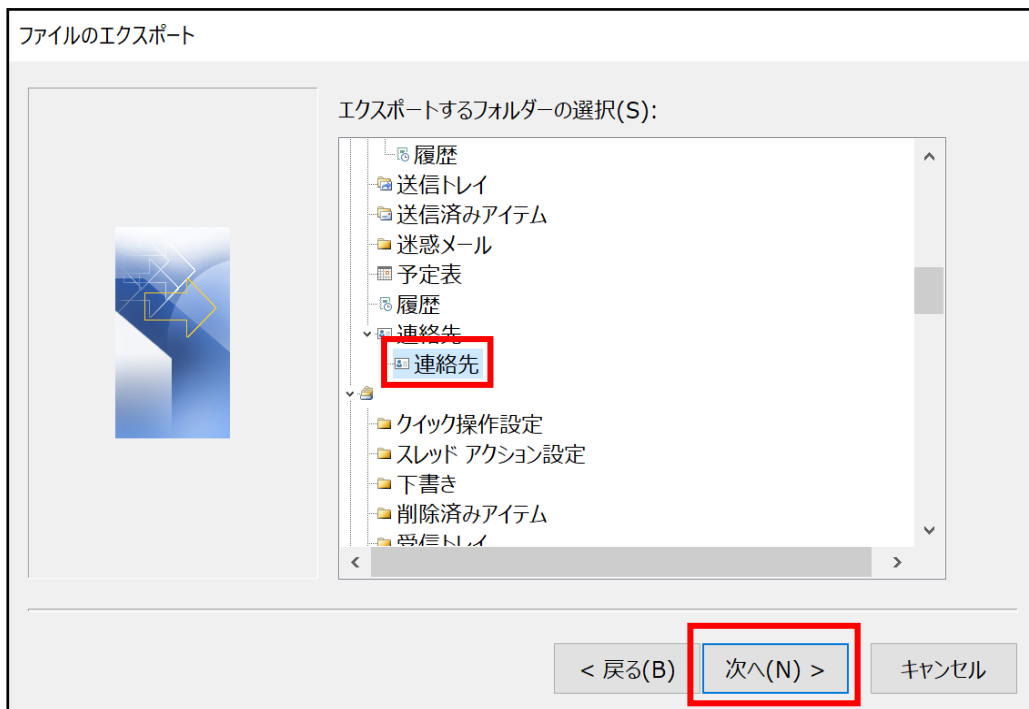 ファイルのエクスポート
エクスポートするフォルダーの選択(S):
履歴
送信トレイ
送信済みアイテム
迷惑メール
予定表
履歴
連絡先
連絡先
クイック操作設定
スレッド アクション設定
下書き
削除済みアイテム
受信トレイ
< 戻る(B)
次へ(N) >
キャンセル